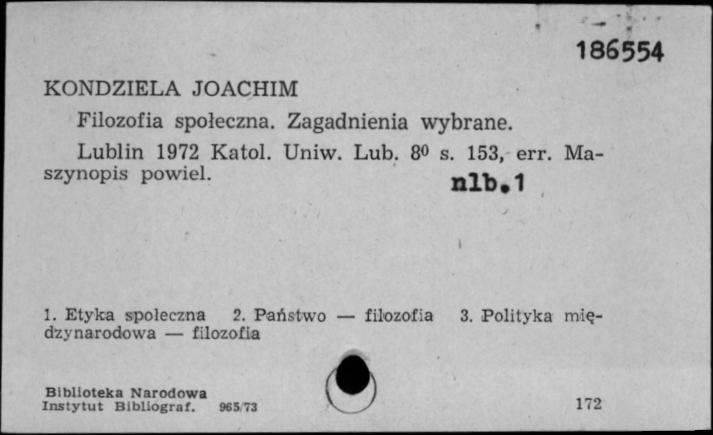 186554
KONDZIELA JOACHIM
Filozofia społeczna. Zagadnienia wybrane.
Lublin 1972 Katol. Uniw. Lub. 8⁰ s. 153, err. Ma-
szynopis powiel.
nlb.1
1. Etyka społeczna 2. Państwo — filozofia 3. Polityka mię-
dzynarodowa — filozofia
Biblioteka Narodowa
Instytut Bibliograf. 965/73
172